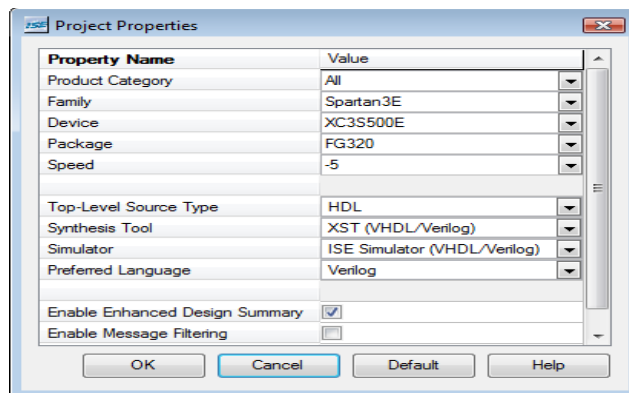 ISE Project Properties
Property Name Value
Product Category All
Family Spartan3E
Device XC3S500E
Package FG320
Speed -5
Top-Level Source Type HDL
Synthesis Tool XST (VHDL/Verilog)
Simulator ISE Simulator (VHDL/Verilog)
Preferred Language Verilog
Enable Enhanced Design Summary
Enable Message Filtering
OK Cancel Default Help